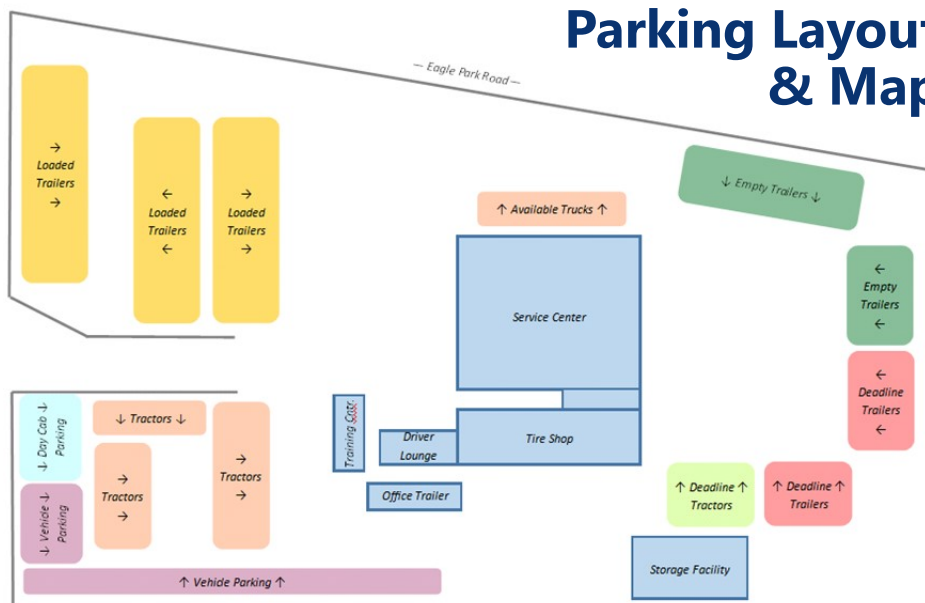 Parking Layout
& Map
— Eagle Park Road —
→
Loaded
Trailers
→
←
Loaded
Trailers
←
→
Loaded
Trailers
→
↑ Available Trucks ↑
↓ Empty Trailers ↓
Service Center
←
Empty
Trailers
←
←
Deadline
Trailers
←
↓ Day Cab ↓
Parking
↓ Tractors ↓
→
Tractors
→
→
Tractors
→
Training Cntr.
Driver
Lounge
Tire Shop
Office Trailer
↑ Deadline ↑
Tractors
↑ Deadline ↑
Trailers
↓ Vehicle ↓
Parking
Storage Facility
↑ Vehicle Parking ↑